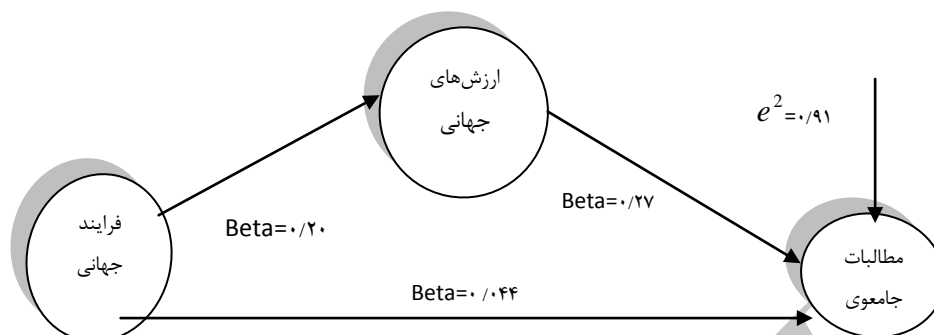 ارزش‌های
جهانی
e²=۰/۹۱
فرایند
جهانی
Beta=۰/۲۰
Beta=۰/۲۷
مطالبات
جامعوی
Beta=۰/۰۴۴